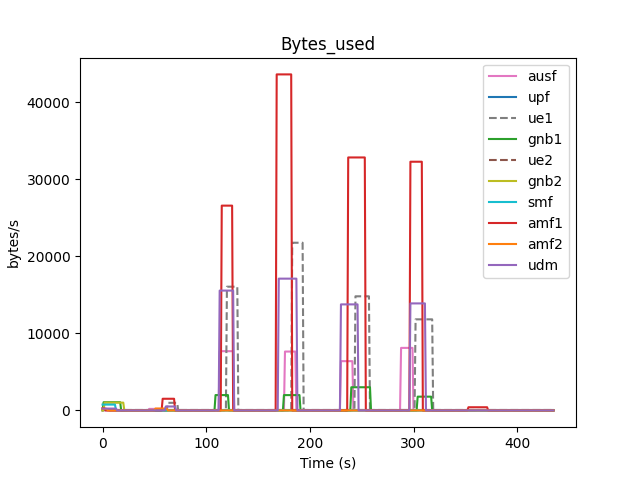 Bytes_used
bytes/s
40000
30000
20000
10000
0
0
100
200
300
400
Time (s)
ausf
upf
ue1
gnb1
ue2
gnb2
smf
amf1
amf2
udm